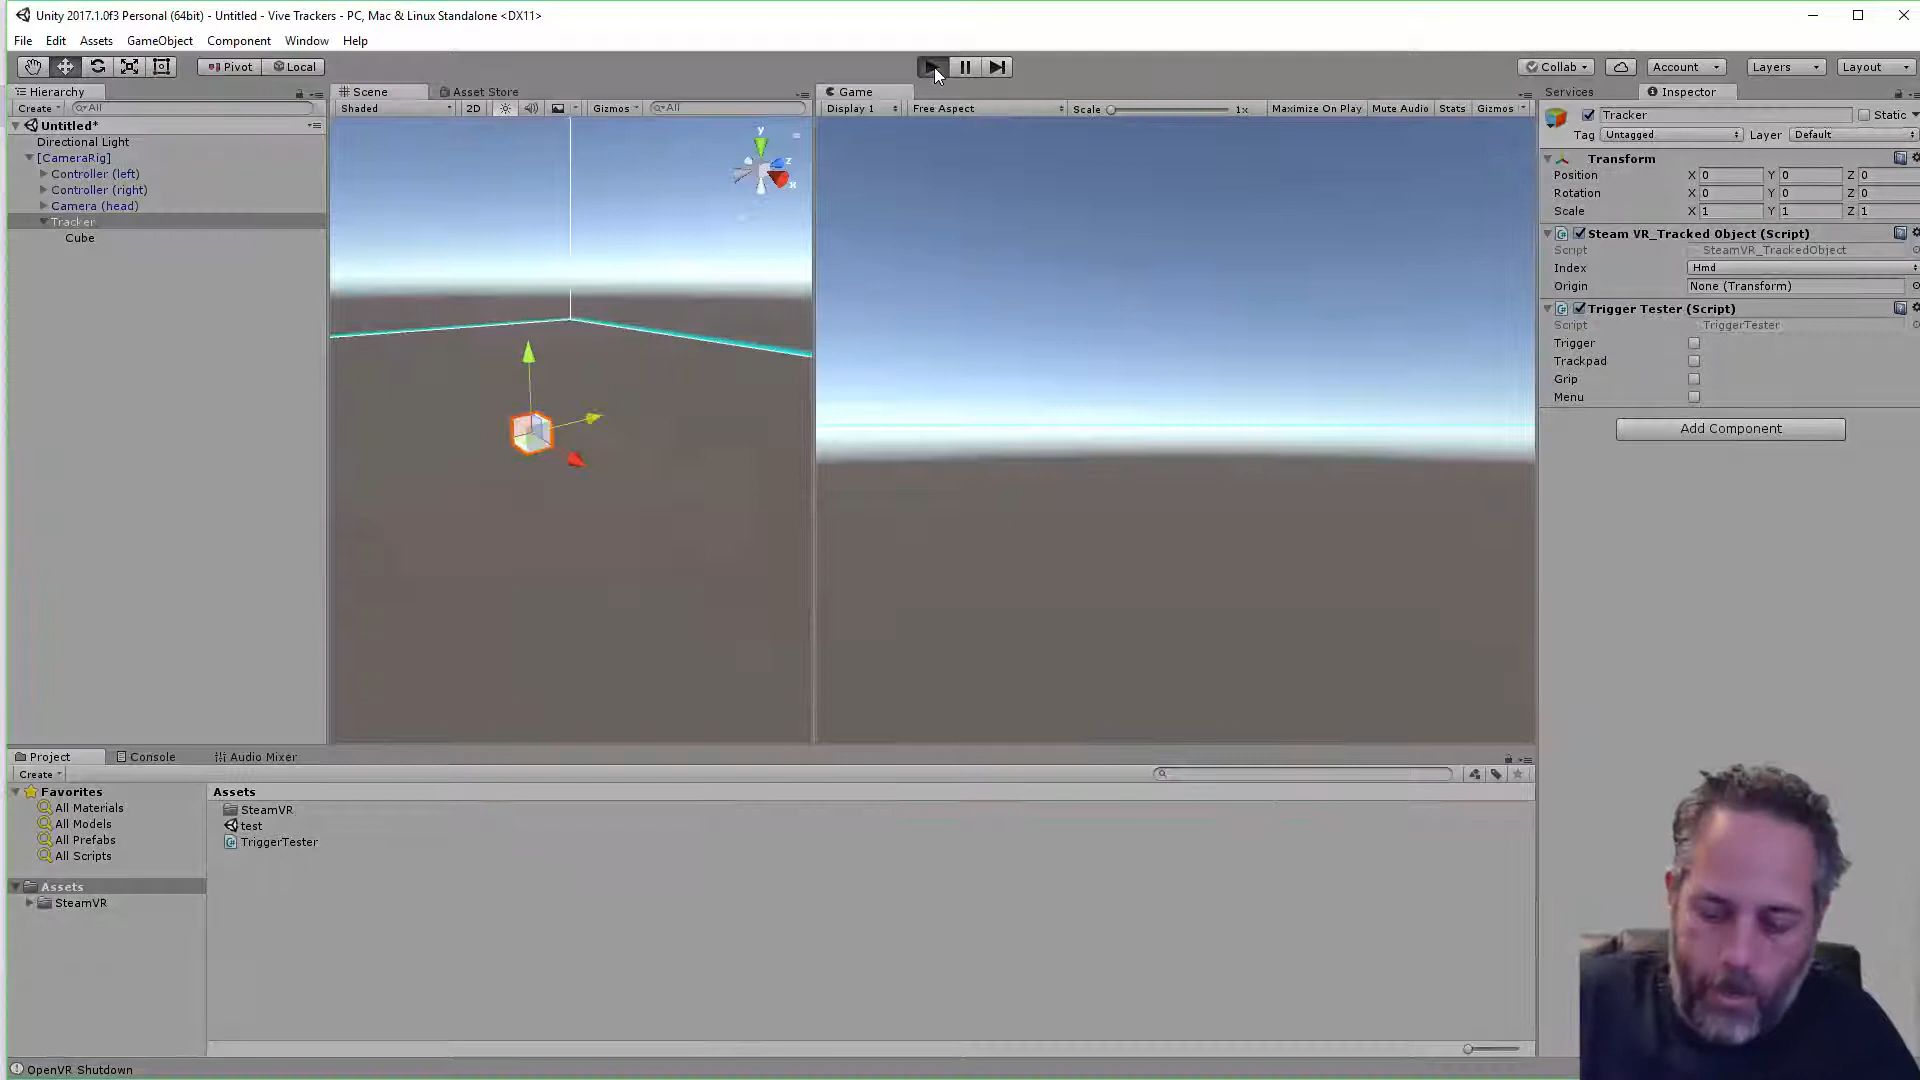 Unity 2017.1.0f3 Personal (64bit) - Untitled - Vive Trackers - PC, Mac & Linux Standalone <DX11>
File Edit Assets GameObject Component Window Help
Pivot Local Collab Account Layers Layout
Hierarchy
Create All
Untitled*
Directional Light
[CameraRig]
Controller (left)
Controller (right)
Camera (head)
Tracker
Cube
Scene Asset Store
Shaded 2D Gizmos All
y
z
x
Game
Display 1 Free Aspect Scale 1x Maximize On Play Mute Audio Stats Gizmos
Services Inspector
Tracker Static
Tag Untagged Layer Default
Transform
Position X 0 Y 0 Z 0
Rotation X 0 Y 0 Z 0
Scale X 1 Y 1 Z 1
Steam VR_Tracked Object (Script)
Script SteamVR_TrackedObject
Index Hmd
Origin None (Transform)
Trigger Tester (Script)
Script TriggerTester
Trigger
Trackpad
Grip
Menu
Add Component
Project Console Audio Mixer
Create
Favorites
All Materials
All Models
All Prefabs
All Scripts
Assets
SteamVR
Assets
SteamVR
test
TriggerTester
OpenVR Shutdown